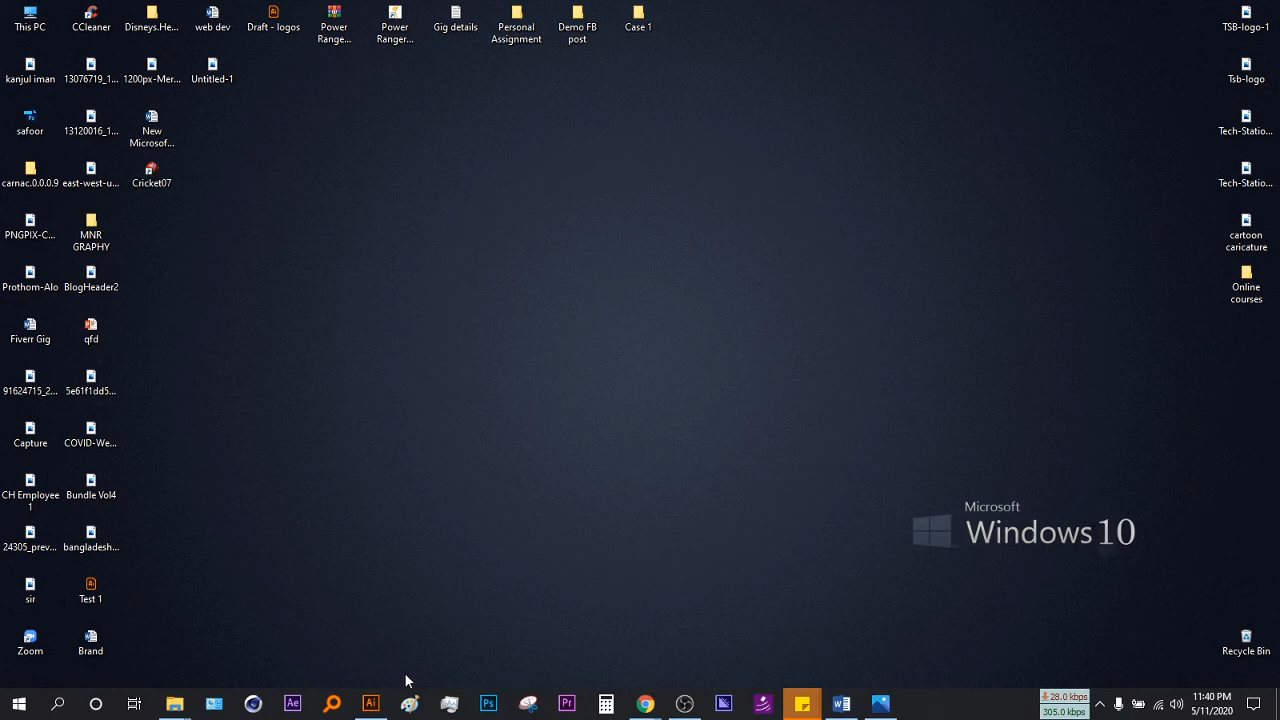 This PC
CCleaner
Disneys.He...
web dev
Draft - logos
Power
Range...
Power
Ranger...
Gig details
Personal
Assignment
Demo FB
post
Case 1
TSB-logo-1
kanjul iman
13076719_1...
1200px-Mer...
Untitled-1
Tsb-logo
safoor
13120016_1...
New
Microsof...
Tech-Statio...
carnac.0.0.0.9
east-west-u...
Cricket07
Tech-Statio...
PNGPIX-C...
MNR
GRAPHY
cartoon
caricature
Prothom-Alo
BlogHeader2
Online
courses
Fiverr Gig
qfd
91624715_2...
5e61f1dd5...
Capture
COVID-We...
CH Employee
1
Bundle Vol4
Microsoft
Windows 10
24305_prev...
bangladesh...
sir
Test 1
Zoom
Brand
Recycle Bin
Ae
Ai
Ps
Pr
28.0 kbps
305.0 kbps
11:40 PM
5/11/2020